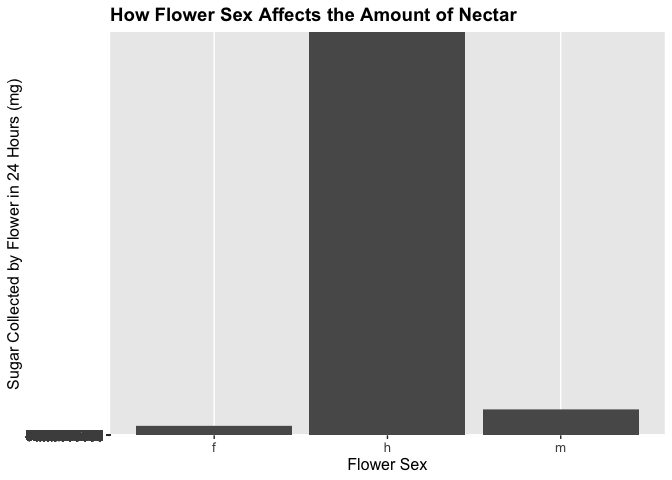 How Flower Sex Affects the Amount of Nectar
Sugar Collected by Flower in 24 Hours (mg)
f h m
Flower Sex